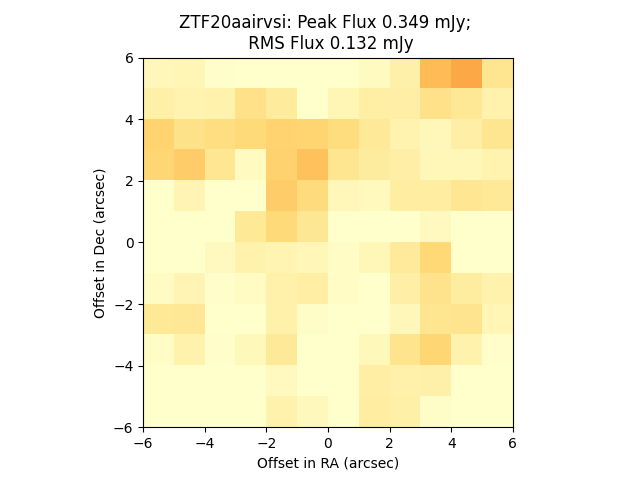 ZTF20aairvsi: Peak Flux 0.349 mJy;
RMS Flux 0.132 mJy
6
4
2
0
−2
−4
−6
Offset in Dec (arcsec)
−6 −4 −2 0 2 4 6
Offset in RA (arcsec)